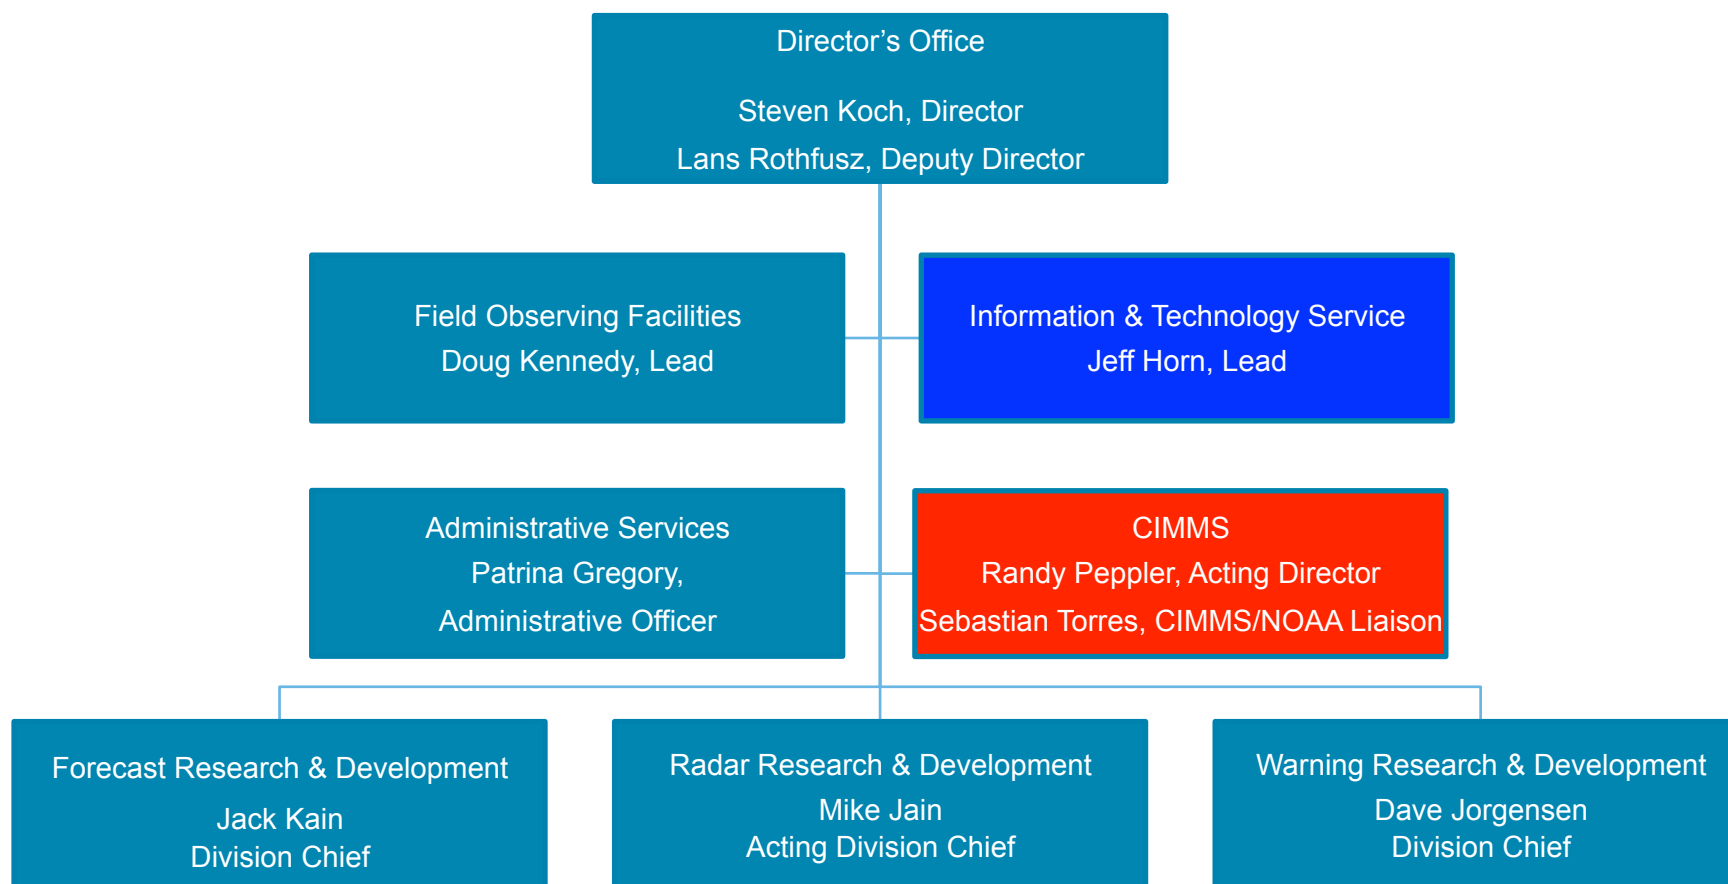 Director’s Office
Steven Koch, Director
Lans Rothfusz, Deputy Director
Field Observing Facilities
Doug Kennedy, Lead
Information & Technology Service
Jeff Horn, Lead
Administrative Services
Patrina Gregory,
Administrative Officer
CIMMS
Randy Peppler, Acting Director
Sebastian Torres, CIMMS/NOAA Liaison
Forecast Research & Development
Jack Kain
Division Chief
Radar Research & Development
Mike Jain
Acting Division Chief
Warning Research & Development
Dave Jorgensen
Division Chief